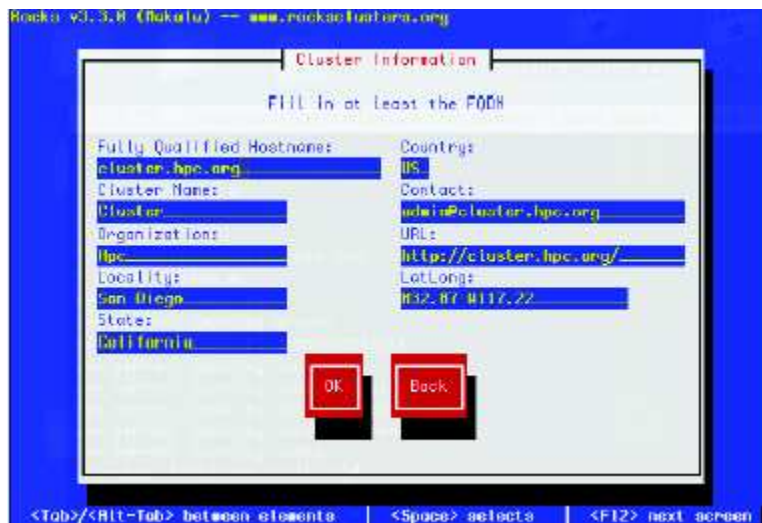 Rocks v3.3.0 (Makalu) -- www.rocksclusters.org
Cluster Information
Fill in at least the FQDN
Fully Qualified Hostname:
cluster.hpc.org
Cluster Name:
Cluster
Organization:
Hpc
Locality:
San Diego
State:
California
Country:
US
Contact:
admin@cluster.hpc.org
URL:
http://cluster.hpc.org/
LatLong:
N32.87 W117.22
OK
Back
<Tab>/<Alt-Tab> between elements | <Space> selects | <F12> next screen